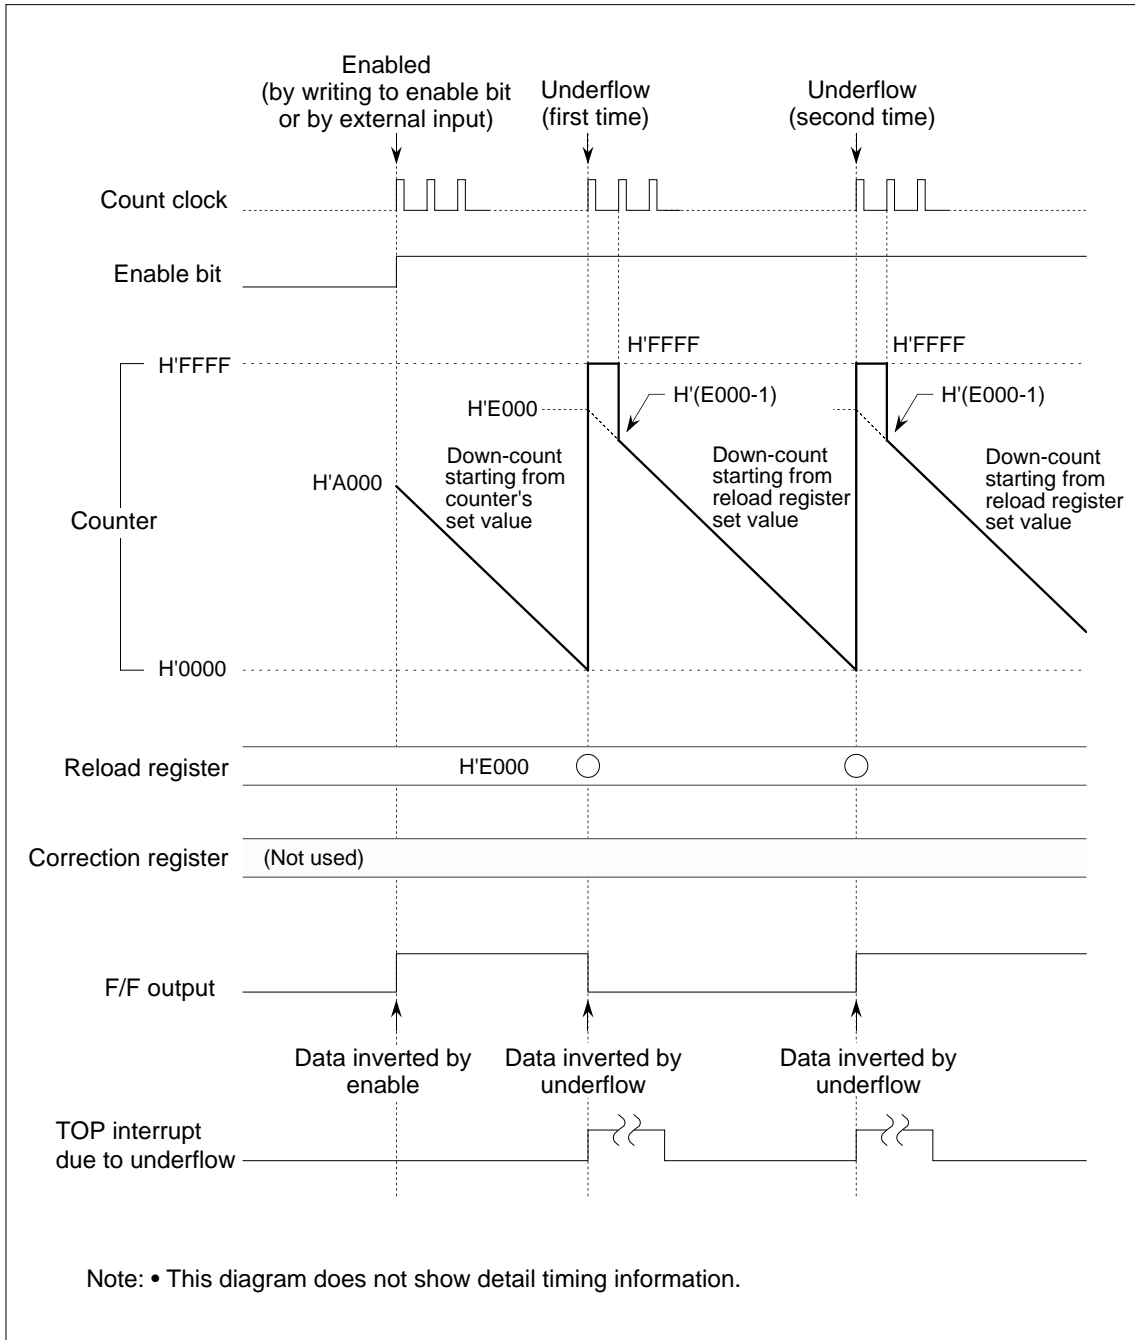 Enabled
(by writing to enable bit
or by external input)
Underflow
(first time)
Underflow
(second time)
Count clock
Enable bit
H'FFFF
H'FFFF
H'FFFF
H'E000
H'(E000-1)
H'(E000-1)
H'A000
Down-count
starting from
counter's
set value
Down-count
starting from
reload register
set value
Down-count
starting from
reload register
set value
Counter
H'0000
Reload register
H'E000
Correction register
(Not used)
F/F output
Data inverted by
enable
Data inverted by
underflow
Data inverted by
underflow
TOP interrupt
due to underflow
Note: • This diagram does not show detail timing information.